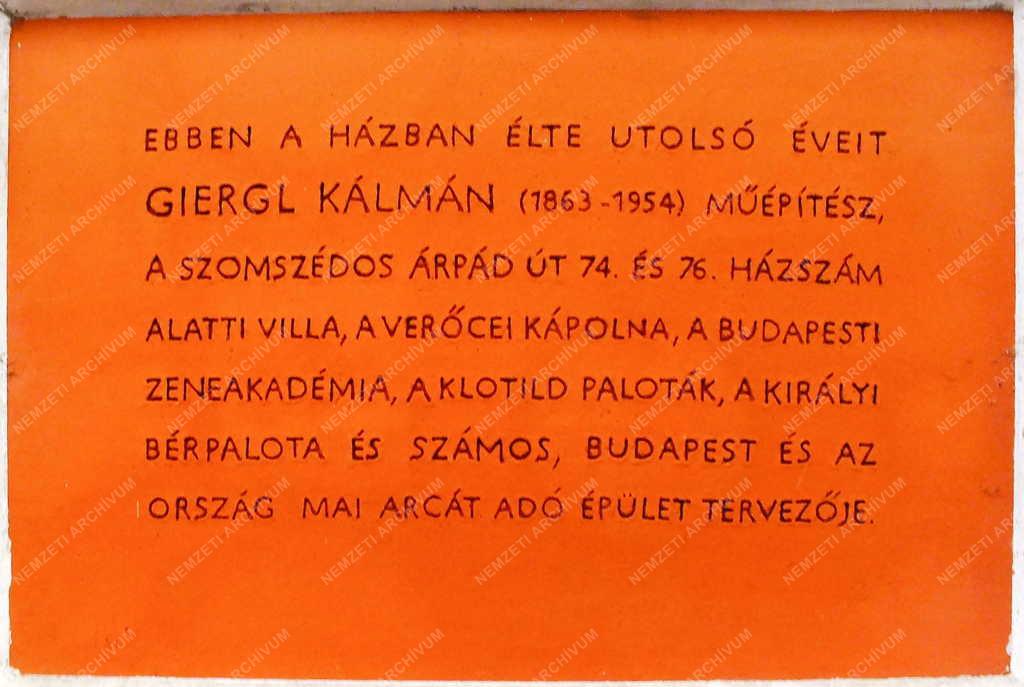 EBBEN A HÁZBAN ÉLTE UTOLSÓ ÉVEIT
GIERGL KÁLMÁN (1863-1954) MŰÉPÍTÉSZ,
A SZOMSZÉDOS ÁRPÁD ÚT 74. ÉS 76. HÁZSZÁM
ALATTI VILLA, A VERŐCEI KÁPOLNA, A BUDAPESTI
ZENEAKADÉMIA, A KLOTILD PALOTÁK, A KIRÁLYI
BÉRPALOTA ÉS SZÁMOS, BUDAPEST ÉS AZ
ORSZÁG MAI ARCÁT ADÓ ÉPÜLET TERVEZŐJE.
NEMZETI ARCHÍVUM